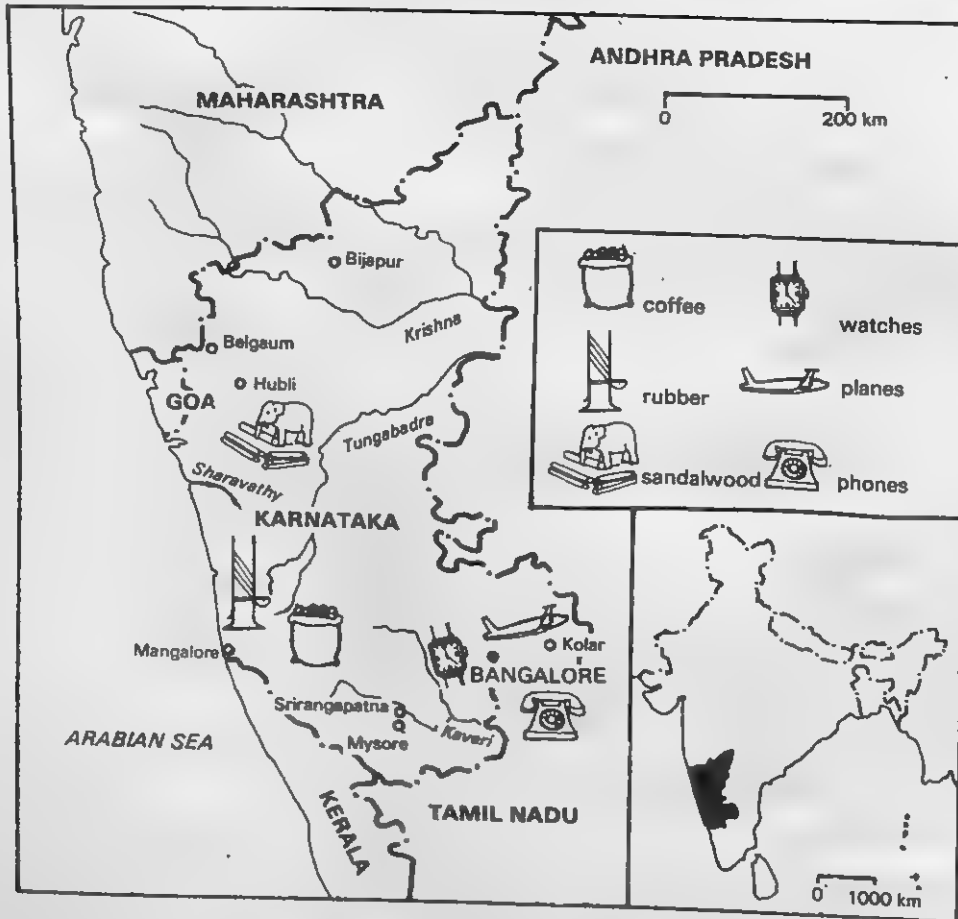 ANDHRA PRADESH
MAHARASHTRA
0 200 km
Bijapur
coffee
watches
Krishna
Belgaum
Hubli
rubber
planes
GOA
Tungabadra
Sharavathy
sandalwood
phones
KARNATAKA
Mangalore
Kolar
BANGALORE
Srirangapatna
Kaveri
ARABIAN SEA
Mysore
KERALA
TAMIL NADU
0 1000 km